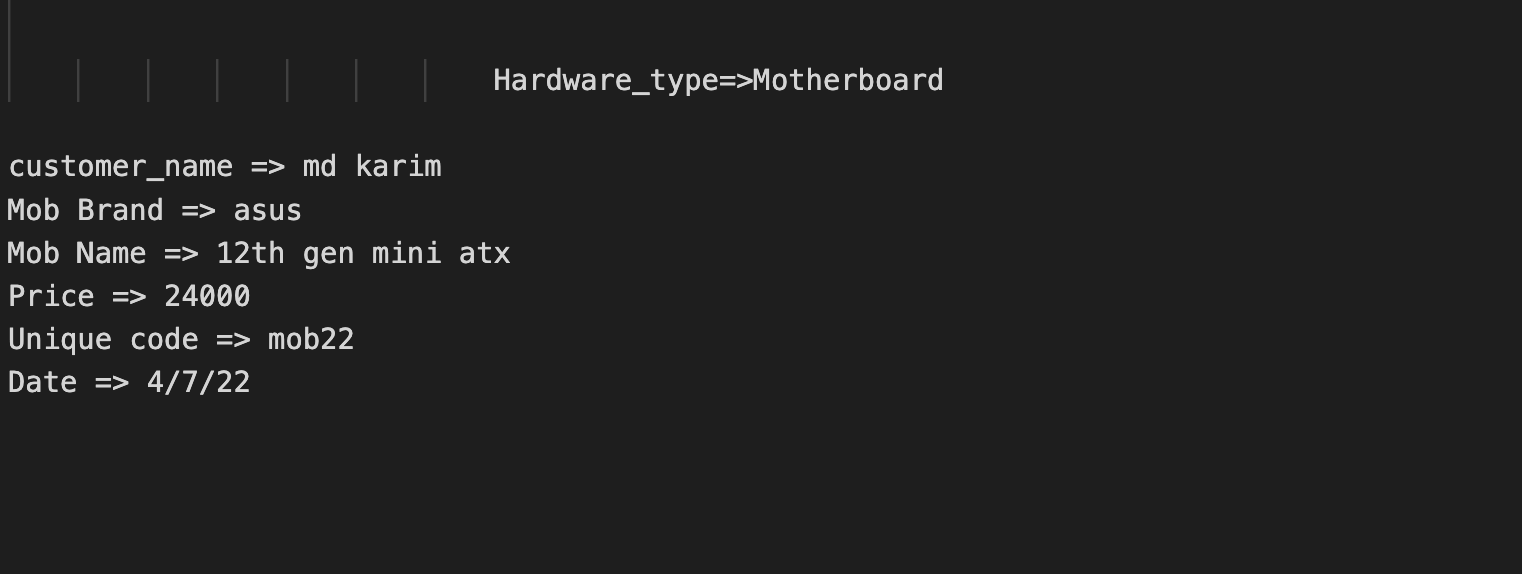 Hardware_type=>Motherboard
customer_name => md karim
Mob Brand => asus
Mob Name => 12th gen mini atx
Price => 24000
Unique code => mob22
Date => 4/7/22